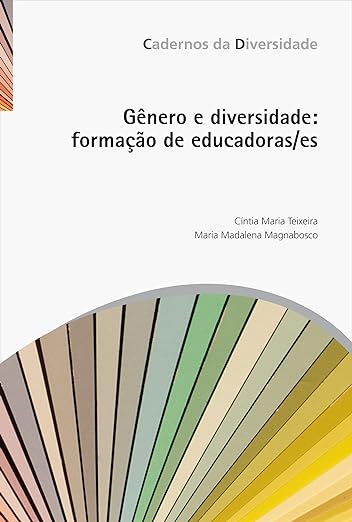 Cadernos da Diversidade
Gênero e diversidade:
formação de educadoras/es
Cíntia Maria Teixeira
Maria Madalena Magnabosco